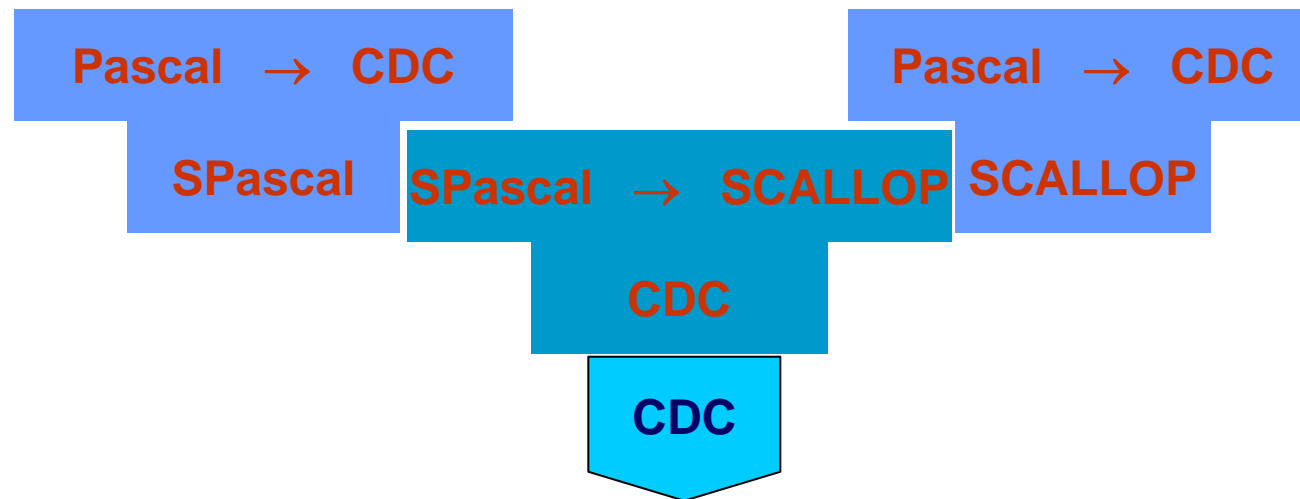 Pascal → CDC
Pascal → CDC
SPascal
SPascal → SCALLOP
SCALLOP
CDC
CDC